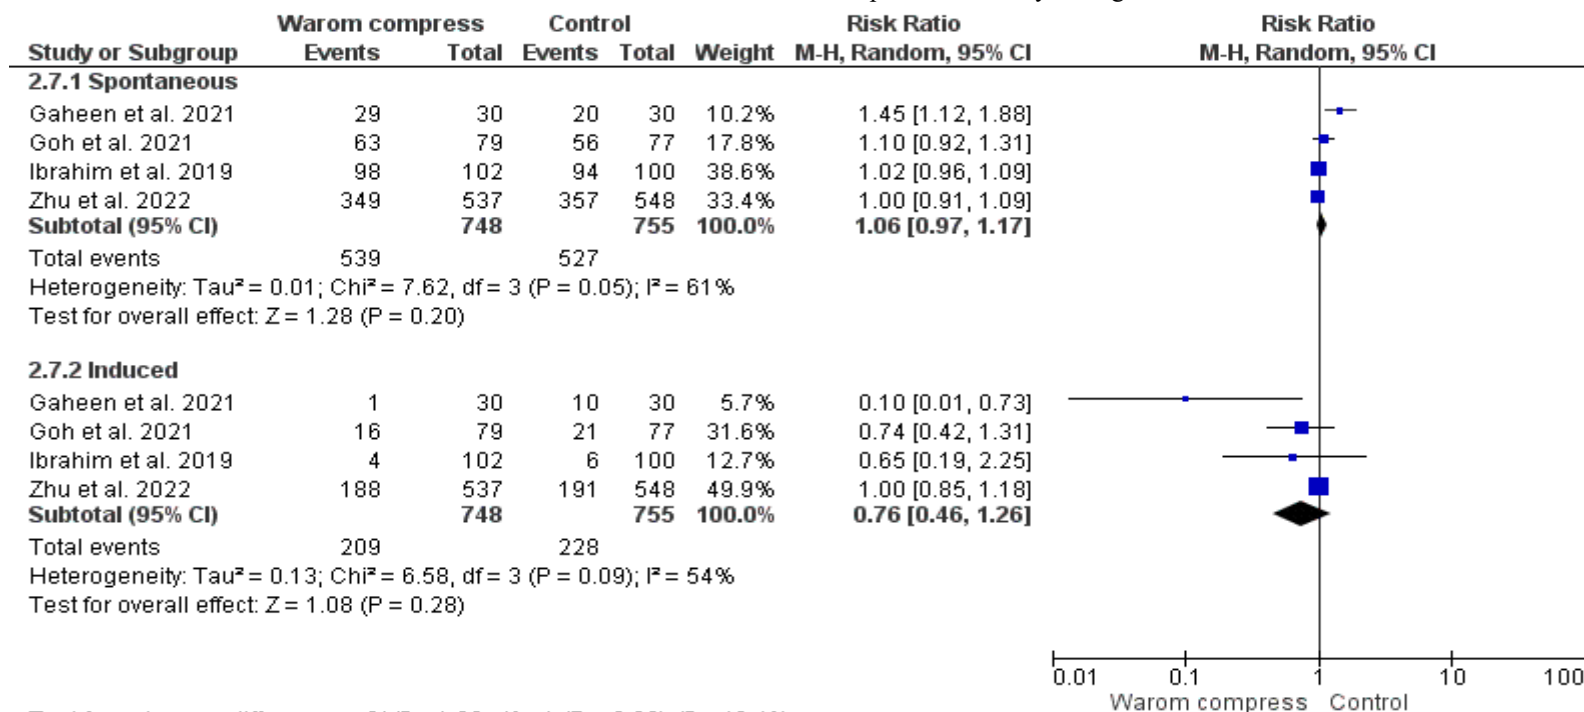 Warom compress Control Risk Ratio Risk Ratio
Study or Subgroup Events Total Events Total Weight M-H, Random, 95% CI M-H, Random, 95% CI
2.7.1 Spontaneous
Gaheen et al. 2021 29 30 20 30 10.2% 1.45 [1.12, 1.88]
Goh et al. 2021 63 79 56 77 17.8% 1.10 [0.92, 1.31]
Ibrahim et al. 2019 98 102 94 100 38.6% 1.02 [0.96, 1.09]
Zhu et al. 2022 349 537 357 548 33.4% 1.00 [0.91, 1.09]
Subtotal (95% CI) 748 755 100.0% 1.06 [0.97, 1.17]
Total events 539 527
Heterogeneity: Tau² = 0.01; Chi² = 7.62, df = 3 (P = 0.05); I² = 61%
Test for overall effect: Z = 1.28 (P = 0.20)
2.7.2 Induced
Gaheen et al. 2021 1 30 10 30 5.7% 0.10 [0.01, 0.73]
Goh et al. 2021 16 79 21 77 31.6% 0.74 [0.42, 1.31]
Ibrahim et al. 2019 4 102 6 100 12.7% 0.65 [0.19, 2.25]
Zhu et al. 2022 188 537 191 548 49.9% 1.00 [0.85, 1.18]
Subtotal (95% CI) 748 755 100.0% 0.76 [0.46, 1.26]
Total events 209 228
Heterogeneity: Tau² = 0.13; Chi² = 6.58, df = 3 (P = 0.09); I² = 54%
Test for overall effect: Z = 1.08 (P = 0.28)
0.01 0.1 1 10 100
Warom compress Control